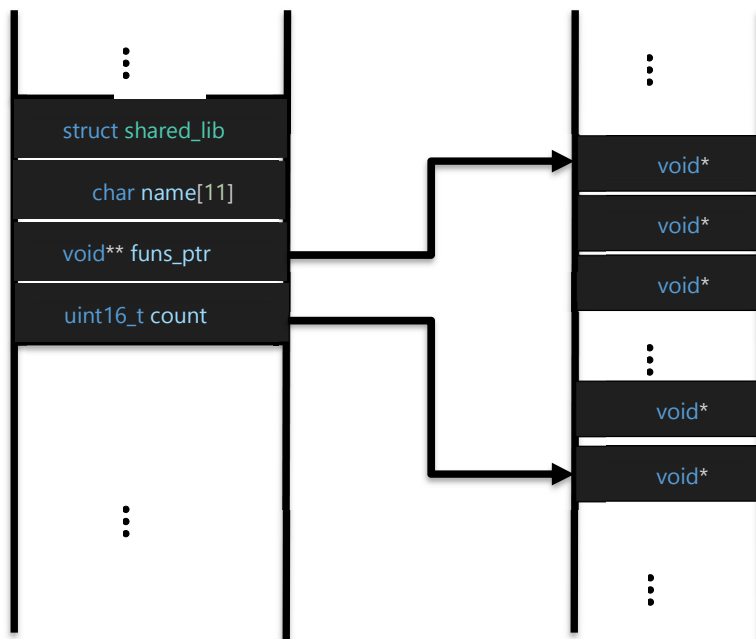 struct shared_lib
char name[11]
void** funs_ptr
uint16_t count
void*
void*
void*
void*
void*